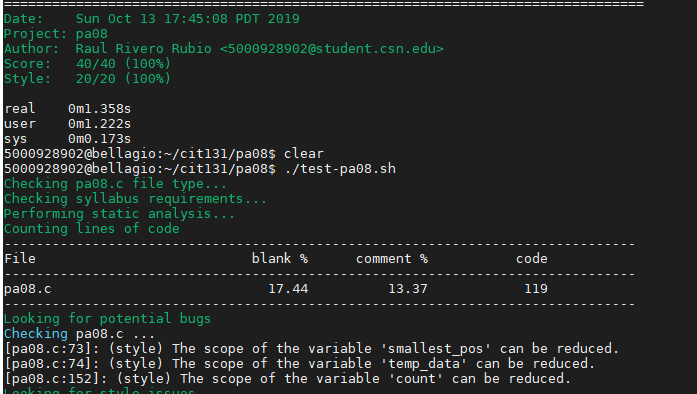 ================================================================================
Date:    Sun Oct 13 17:45:08 PDT 2019
Project: pa08
Author:  Raul Rivero Rubio <5000928902@student.csn.edu>
Score:   40/40 (100%)
Style:   20/20 (100%)
real    0m1.358s
user    0m1.222s
sys     0m0.173s
5000928902@bellagio:~/cit131/pa08$ clear
5000928902@bellagio:~/cit131/pa08$ ./test-pa08.sh
Checking pa08.c file type...
Checking syllabus requirements...
Performing static analysis...
Counting lines of code
-------------------------------------------------------------------------------
File                           blank %      comment %           code
-------------------------------------------------------------------------------
pa08.c                           17.44          13.37            119
-------------------------------------------------------------------------------
Looking for potential bugs
Checking pa08.c ...
[pa08.c:73]: (style) The scope of the variable 'smallest_pos' can be reduced.
[pa08.c:74]: (style) The scope of the variable 'temp_data' can be reduced.
[pa08.c:152]: (style) The scope of the variable 'count' can be reduced.
Looking for style issues